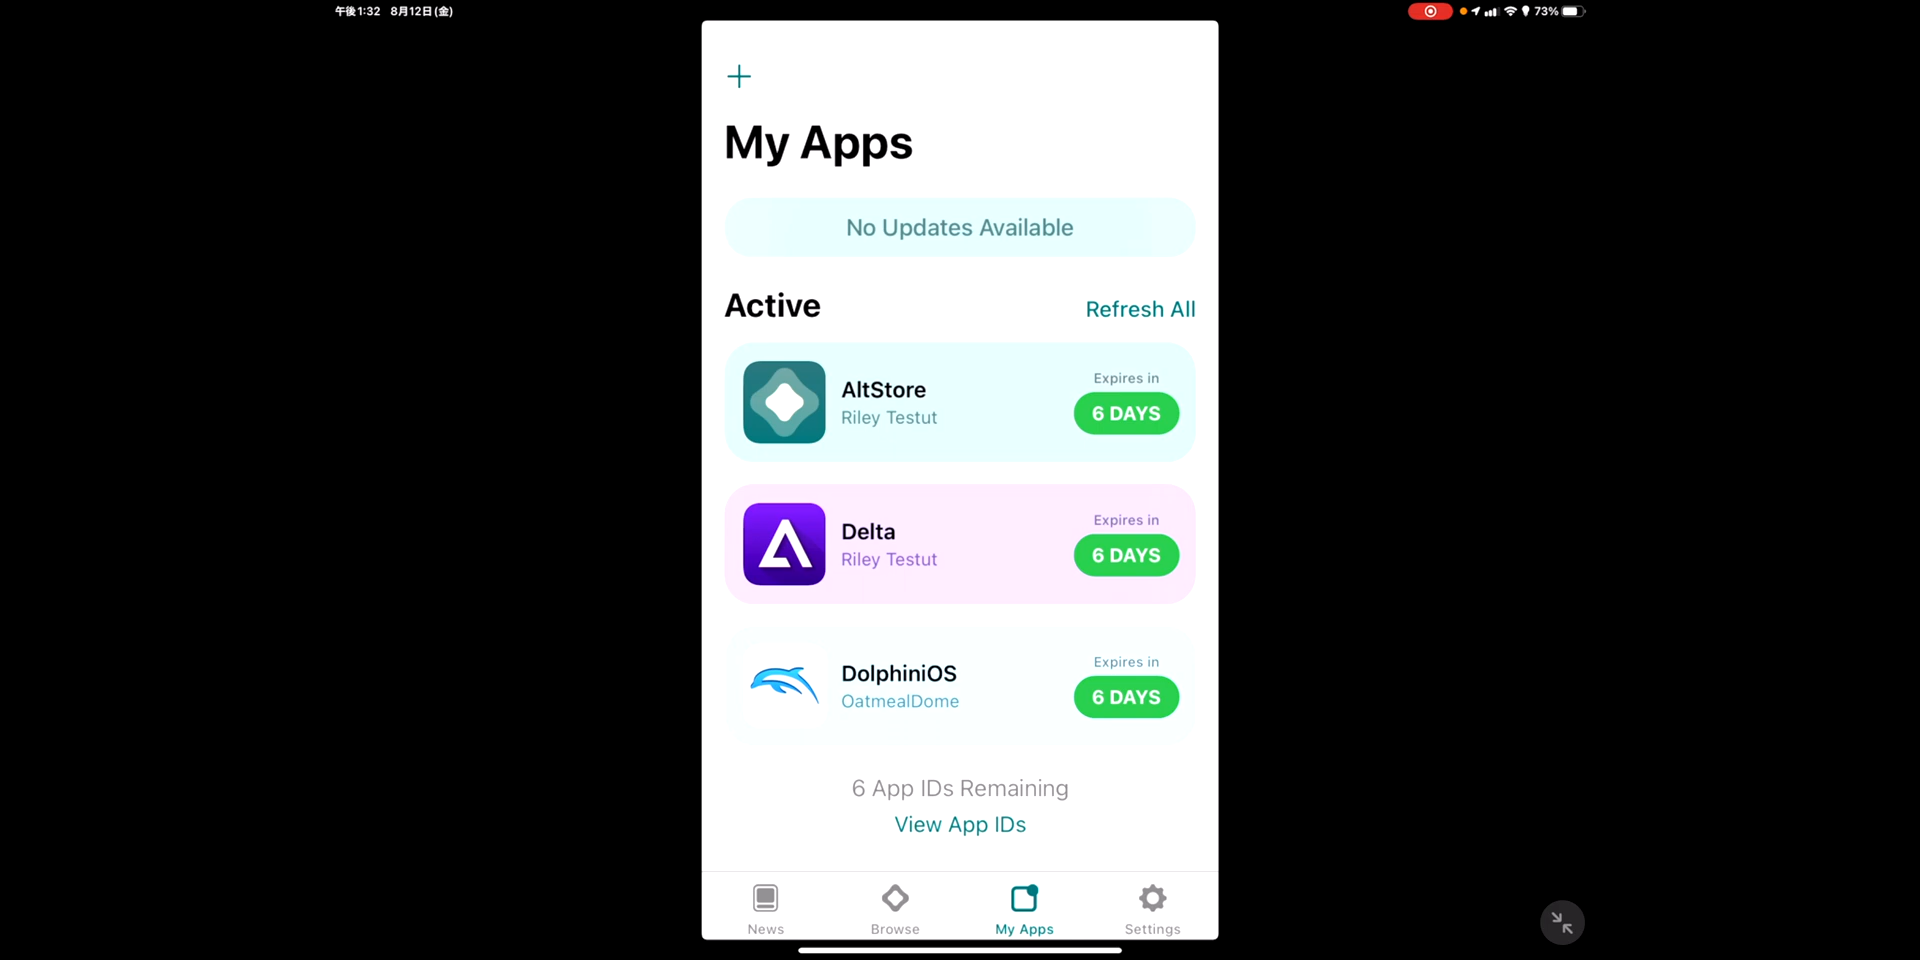 午後1:32 8月12日(金)
73%
My Apps
No Updates Available
Active
Refresh All
AltStore
Riley Testut
Expires in
6 DAYS
Delta
Riley Testut
Expires in
6 DAYS
DolphiniOS
OatmealDome
Expires in
6 DAYS
6 App IDs Remaining
View App IDs
News
Browse
My Apps
Settings